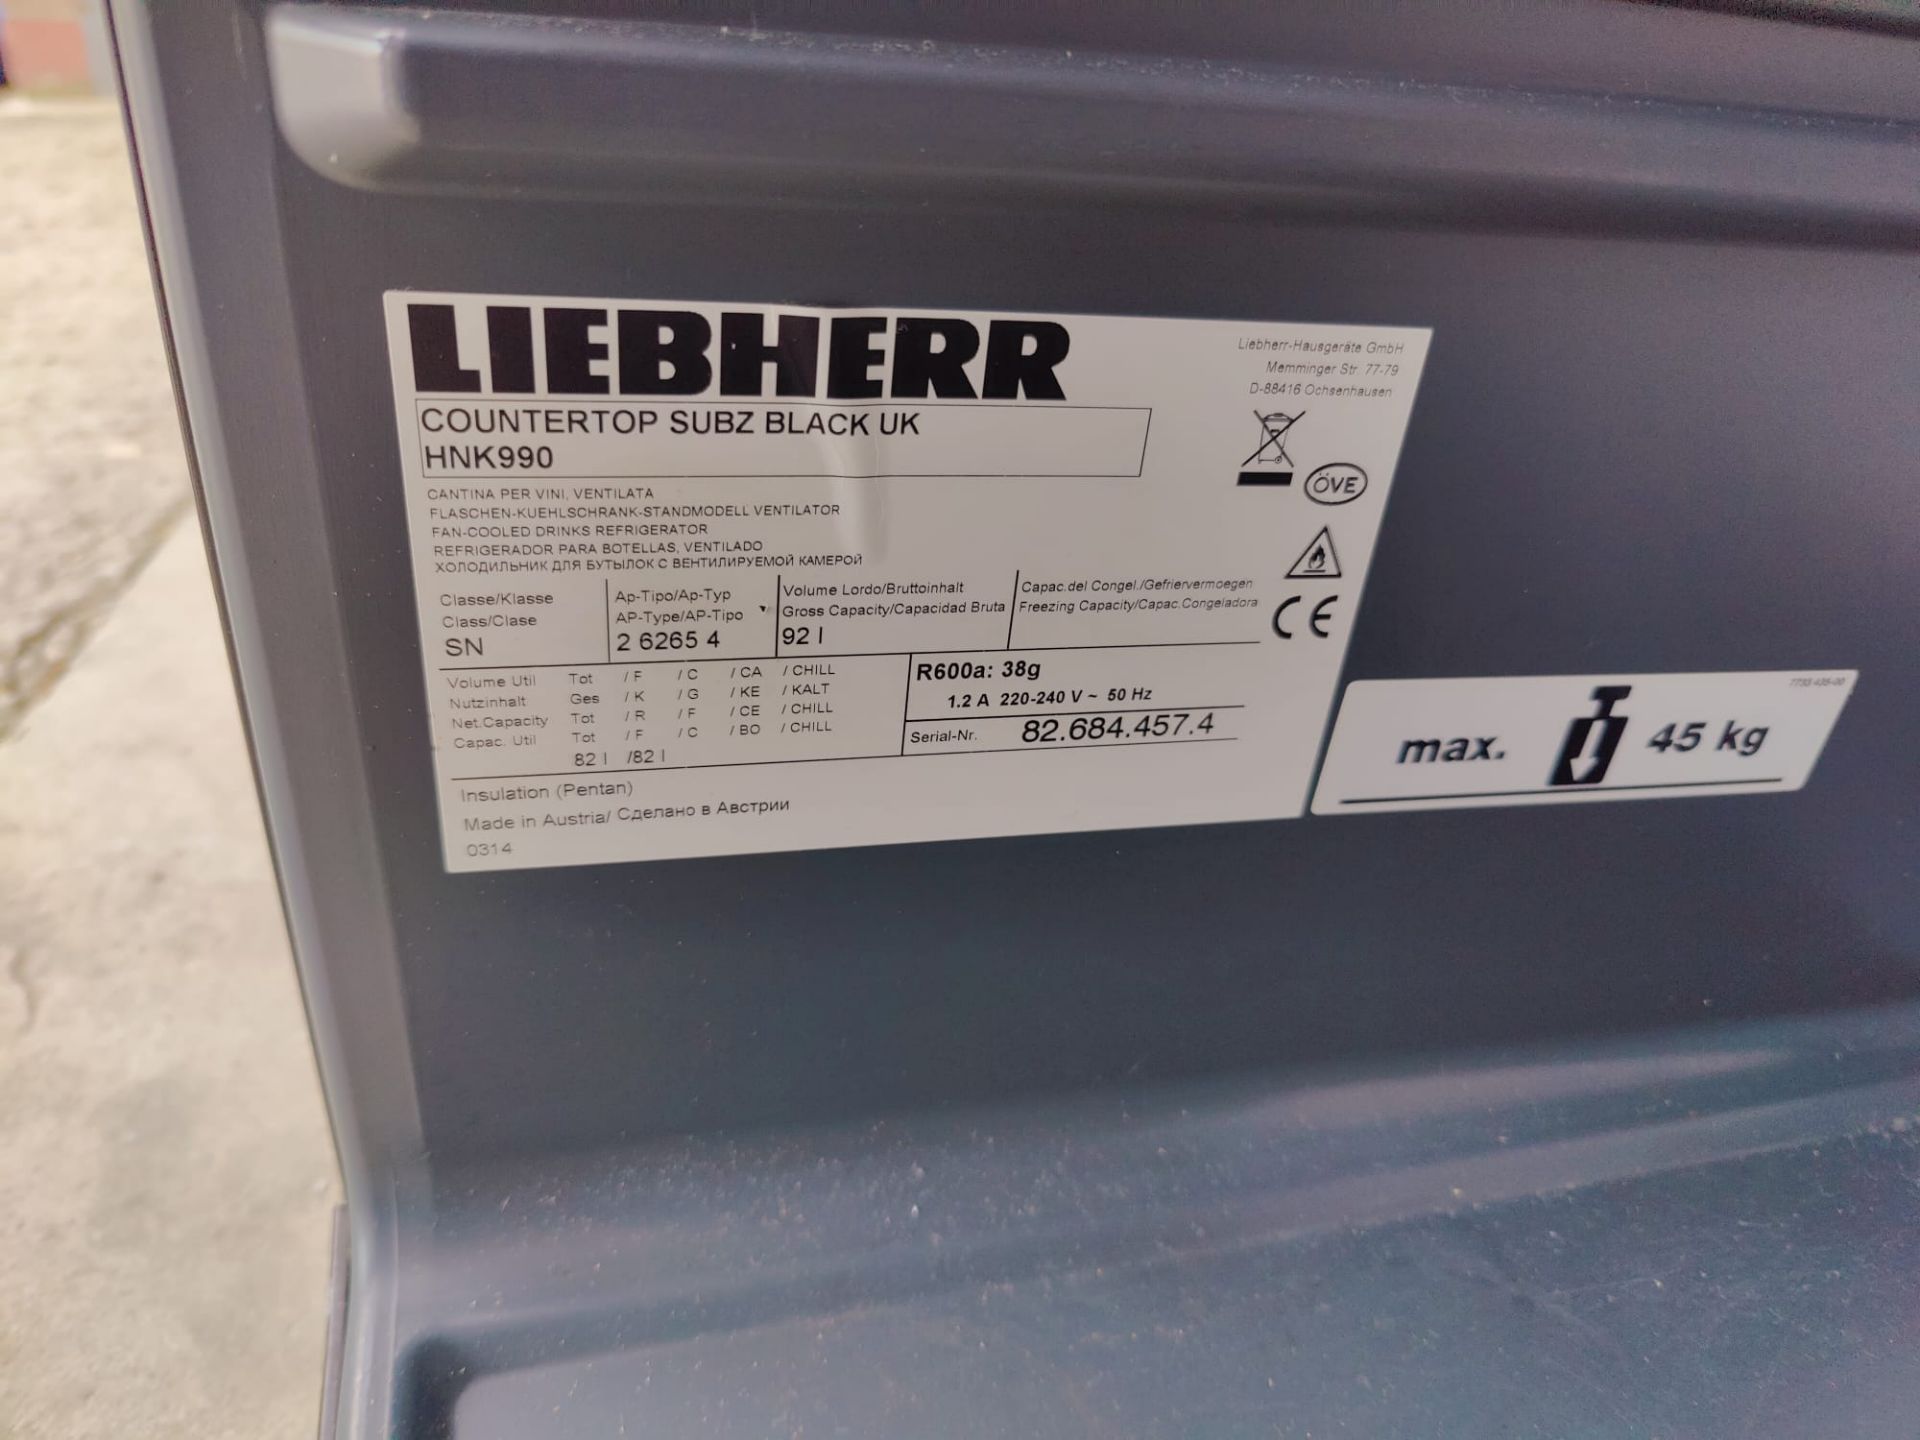 LIEBHERR
Liebherr-Hausgeräte GmbH
Memminger Str. 77-79
D-88416 Ochsenhausen
COUNTERTOP SUBZ BLACK UK
HNK990
ÖVE
CE
CANTINA PER VINI, VENTILATA
FLASCHEN-KUEHLSCHRANK-STANDMODELL VENTILATOR
FAN-COOLED DRINKS REFRIGERATOR
REFRIGERADOR PARA BOTELLAS, VENTILADO
ХОЛОДИЛЬНИК ДЛЯ БУТЫЛОК С ВЕНТИЛИРУЕМОЙ КАМЕРОЙ
Classe/Klasse
Class/Clase
SN
Ap-Tipo/Ap-Typ
AP-Type/AP-Tipo
2 6265 4
Volume Lordo/Bruttoinhalt
Gross Capacity/Capacidad Bruta
92 l
Capac.del Congel./Gefriervermoegen
Freezing Capacity/Capac.Congeladora
Volume Util Tot / F / C / CA / CHILL
Nutzinhalt Ges / K / G / KE / KALT
Net.Capacity Tot / R / F / CE / CHILL
Capac. Util Tot / F / C / BO / CHILL
82 l /82 l
R600a: 38g
1.2 A 220-240 V ~ 50 Hz
Serial-Nr. 82.684.457.4
Insulation (Pentan)
Made in Austria/ Сделано в Австрии
0314
7733 435-00
max. 45 kg